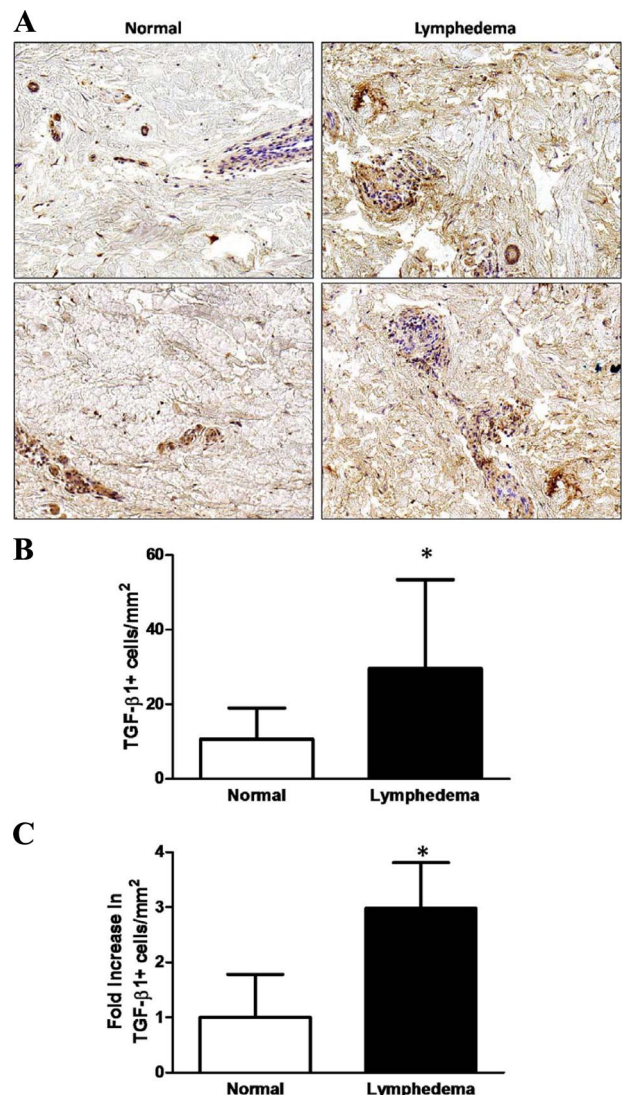 A
Normal Lymphedema
B
TGF-β1+ cells/mm²
60
40
20
0
*
Normal Lymphedema
C
Fold Increase in
TGF-β1+ cells/mm²
4
3
2
1
0
*
Normal Lymphedema